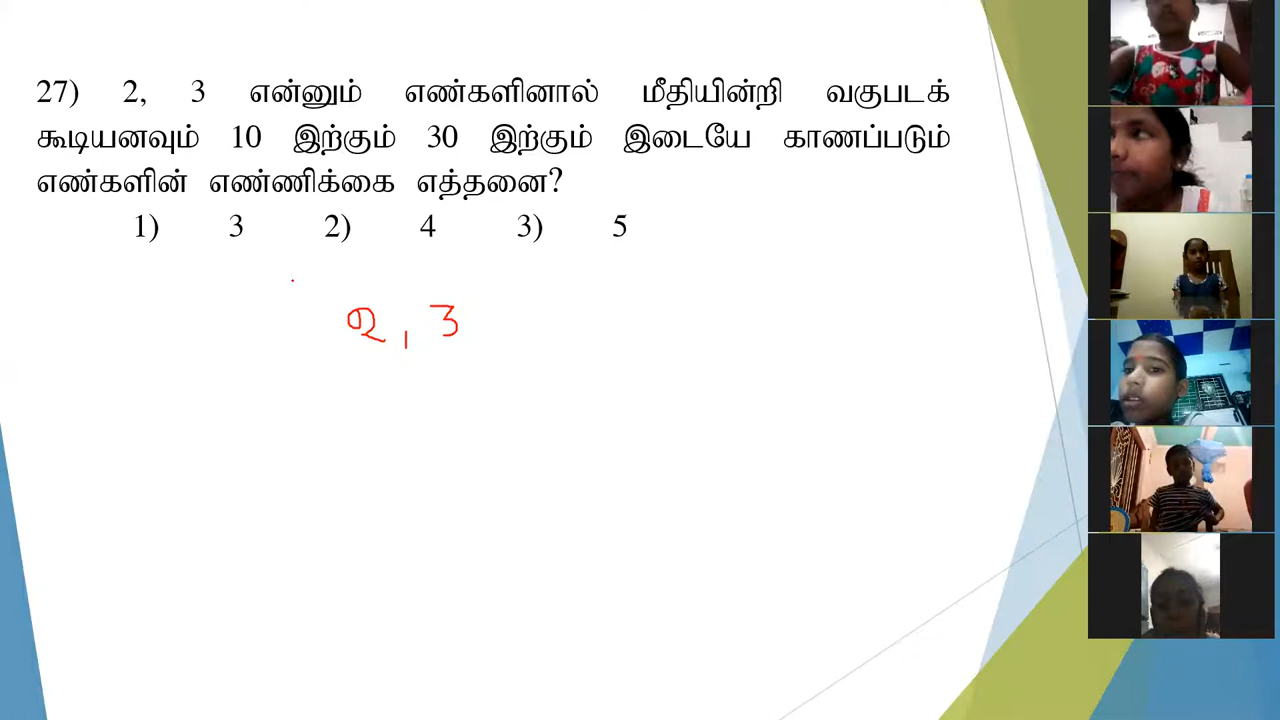 27) 2, 3 என்னும் எண்களினால் மீதியின்றி வகுபடக்
கூடியனவும் 10 இற்கும் 30 இற்கும் இடையே காணப்படும்
எண்களின் எண்ணிக்கை எத்தனை?
1) 3 2) 4 3) 5
2, 3